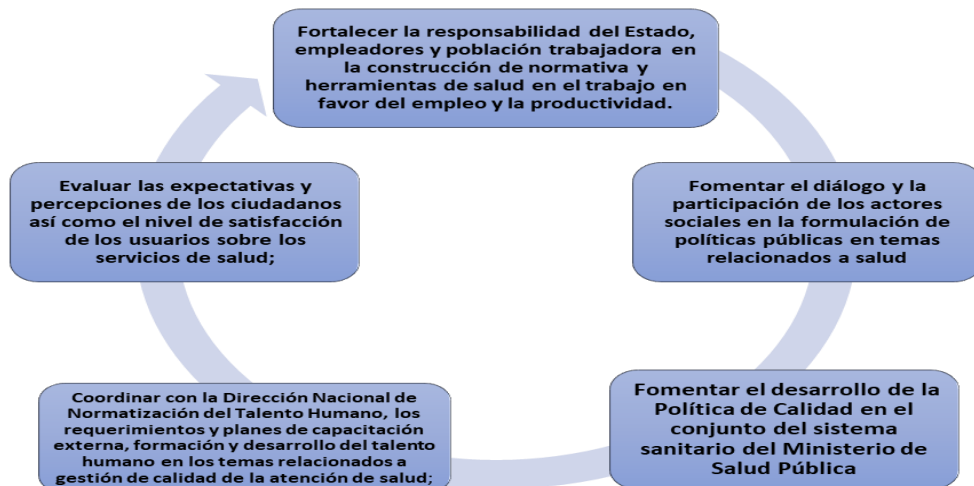 Fortalecer la responsabilidad del Estado,
empleadores y población trabajadora en
la construcción de normativa y
herramientas de salud en el trabajo en
favor del empleo y la productividad.
Fomentar el diálogo y la
participación de los actores
sociales en la formulación de
políticas públicas en temas
relacionados a salud
Fomentar el desarrollo de la
Política de Calidad en el
conjunto del sistema
sanitario del Ministerio de
Salud Pública
Coordinar con la Dirección Nacional de
Normatización del Talento Humano, los
requerimientos y planes de capacitación
externa, formación y desarrollo del talento
humano en los temas relacionados a
gestión de calidad de la atención de salud;
Evaluar las expectativas y
percepciones de los ciudadanos
así como el nivel de satisfacción
de los usuarios sobre los
servicios de salud;